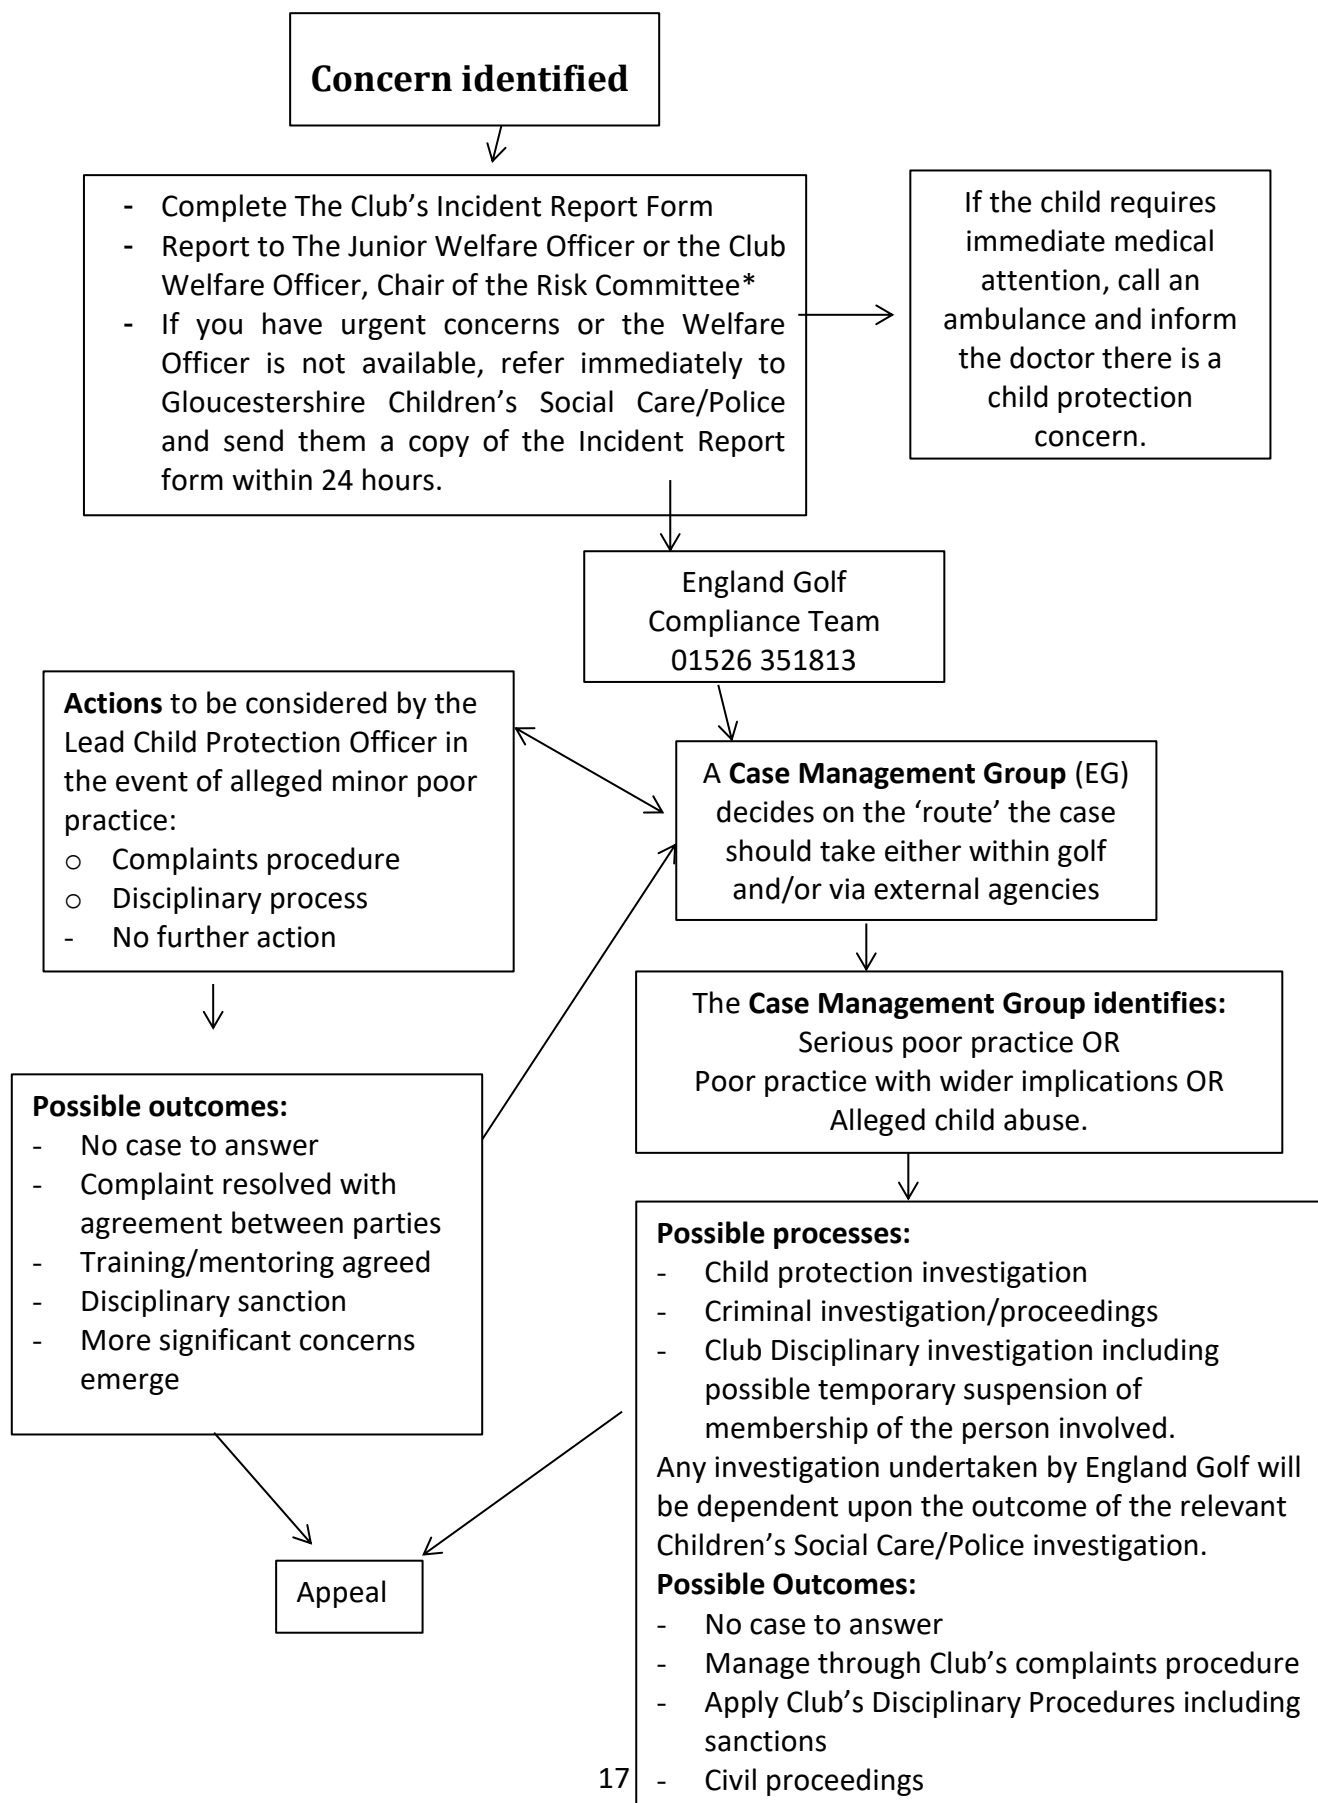 Concern identified
- Complete The Club’s Incident Report Form
- Report to The Junior Welfare Officer or the Club
Welfare Officer, Chair of the Risk Committee*
- If you have urgent concerns or the Welfare
Officer is not available, refer immediately to
Gloucestershire Children’s Social Care/Police
and send them a copy of the Incident Report
form within 24 hours.
If the child requires
immediate medical
attention, call an
ambulance and inform
the doctor there is a
child protection
concern.
England Golf
Compliance Team
01526 351813
Actions to be considered by the
Lead Child Protection Officer in
the event of alleged minor poor
practice:
o Complaints procedure
o Disciplinary process
- No further action
A Case Management Group (EG)
decides on the ‘route’ the case
should take either within golf
and/or via external agencies
The Case Management Group identifies:
Serious poor practice OR
Poor practice with wider implications OR
Alleged child abuse.
Possible outcomes:
- No case to answer
- Complaint resolved with
agreement between parties
- Training/mentoring agreed
- Disciplinary sanction
- More significant concerns
emerge
Possible processes:
- Child protection investigation
- Criminal investigation/proceedings
- Club Disciplinary investigation including
possible temporary suspension of
membership of the person involved.
Any investigation undertaken by England Golf will
be dependent upon the outcome of the relevant
Children’s Social Care/Police investigation.
Possible Outcomes:
- No case to answer
- Manage through Club’s complaints procedure
- Apply Club’s Disciplinary Procedures including
sanctions
- Civil proceedings
Appeal
17